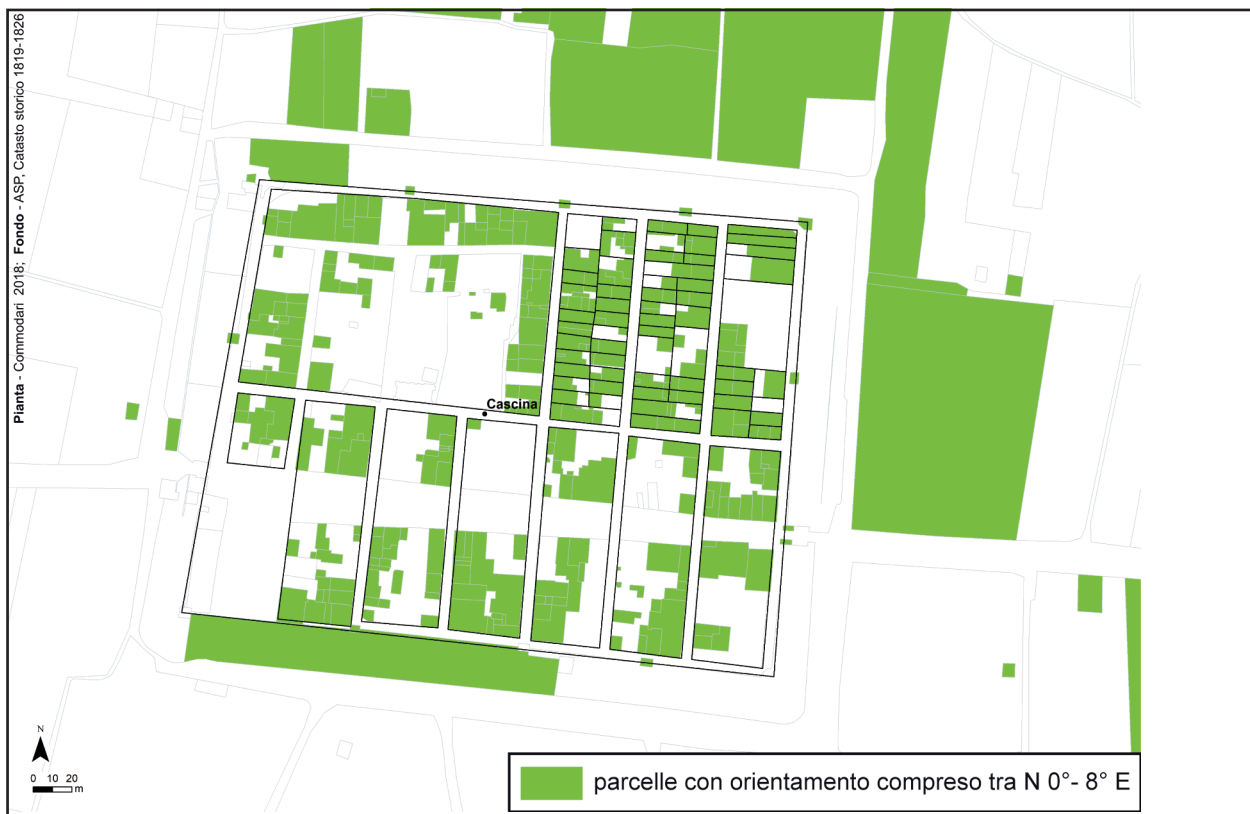 Pianta - Commodari 2018; Fondo - ASP, Catasto storico 1819-1826
Cascina
N
0 10 20
m
parcelle con orientamento compreso tra N 0°- 8° E